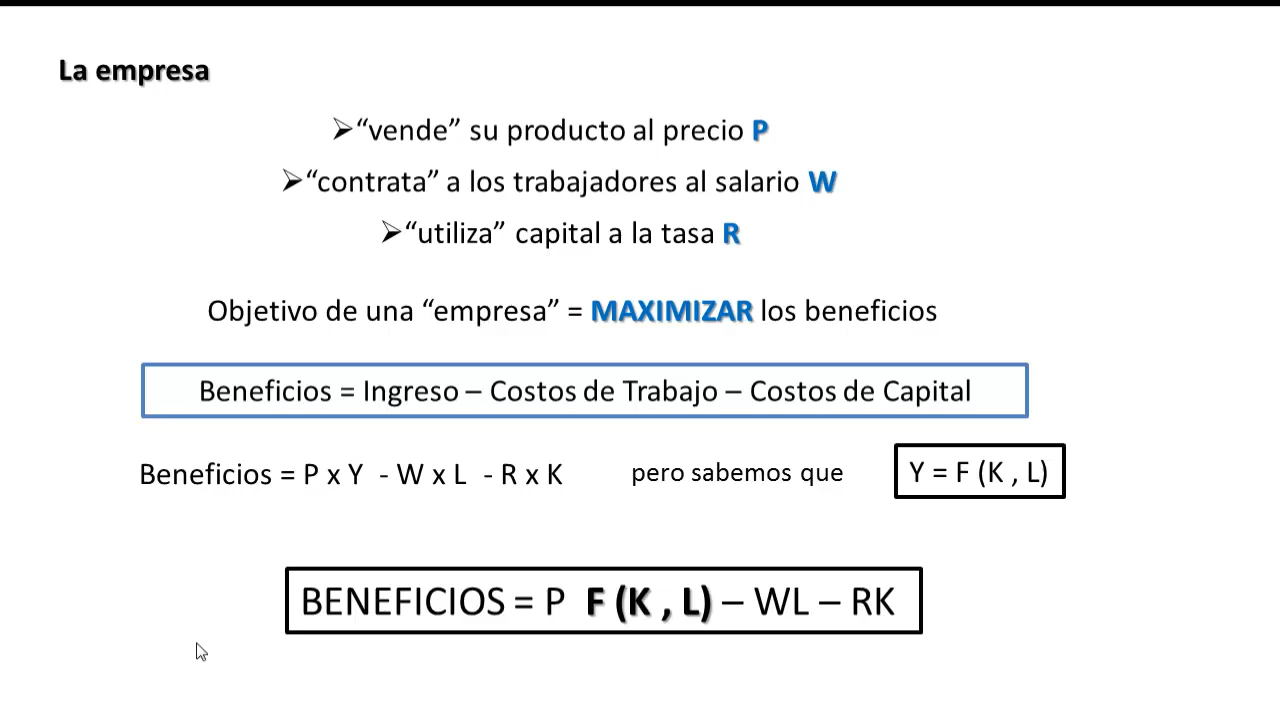 La empresa
➢“vende” su producto al precio P
➢“contrata” a los trabajadores al salario W
➢“utiliza” capital a la tasa R
Objetivo de una “empresa” = MAXIMIZAR los beneficios
Beneficios = Ingreso – Costos de Trabajo – Costos de Capital
Beneficios = P x Y - W x L - R x K pero sabemos que Y = F (K , L)
BENEFICIOS = P F (K , L) – WL – RK